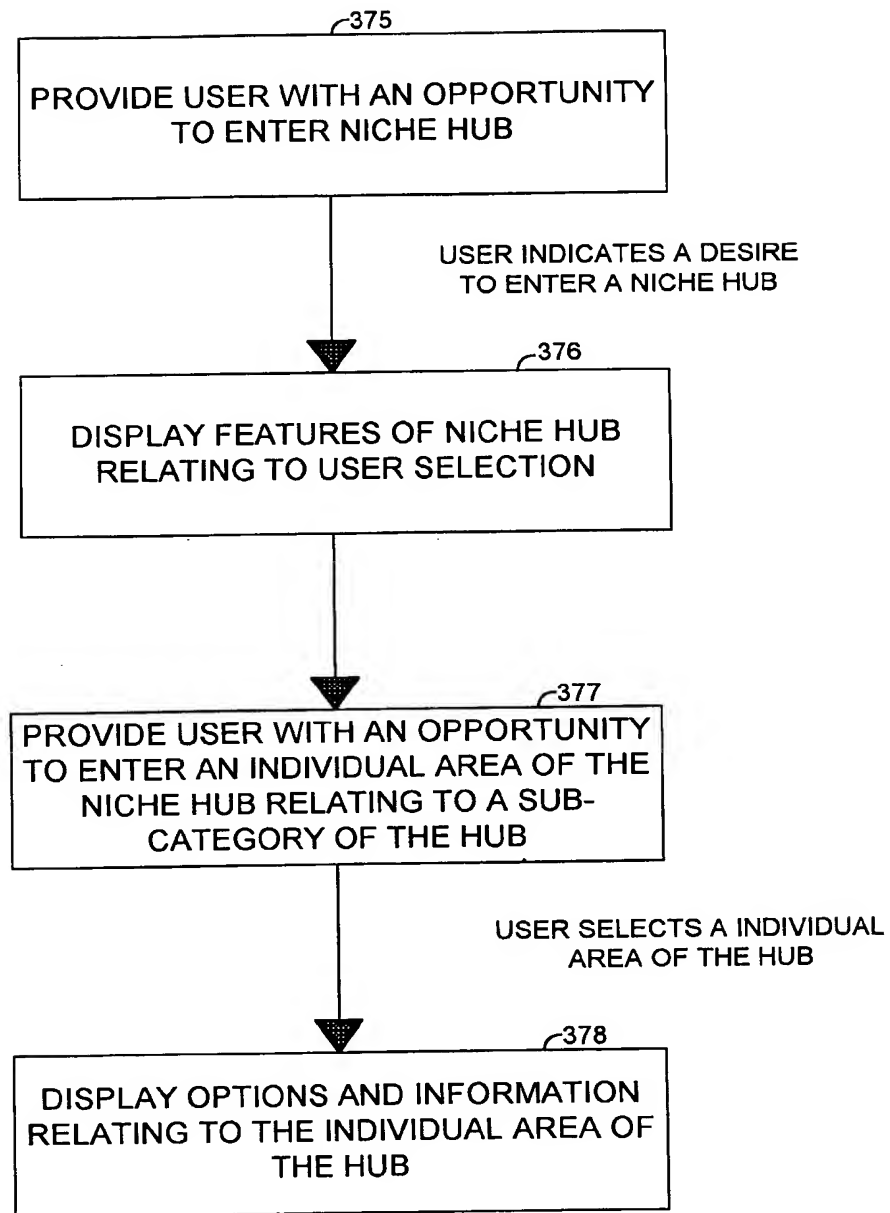 375
PROVIDE USER WITH AN OPPORTUNITY
TO ENTER NICHE HUB
USER INDICATES A DESIRE
TO ENTER A NICHE HUB
376
DISPLAY FEATURES OF NICHE HUB
RELATING TO USER SELECTION
377
PROVIDE USER WITH AN OPPORTUNITY
TO ENTER AN INDIVIDUAL AREA OF THE
NICHE HUB RELATING TO A SUB-
CATEGORY OF THE HUB
USER SELECTS A INDIVIDUAL
AREA OF THE HUB
378
DISPLAY OPTIONS AND INFORMATION
RELATING TO THE INDIVIDUAL AREA OF
THE HUB